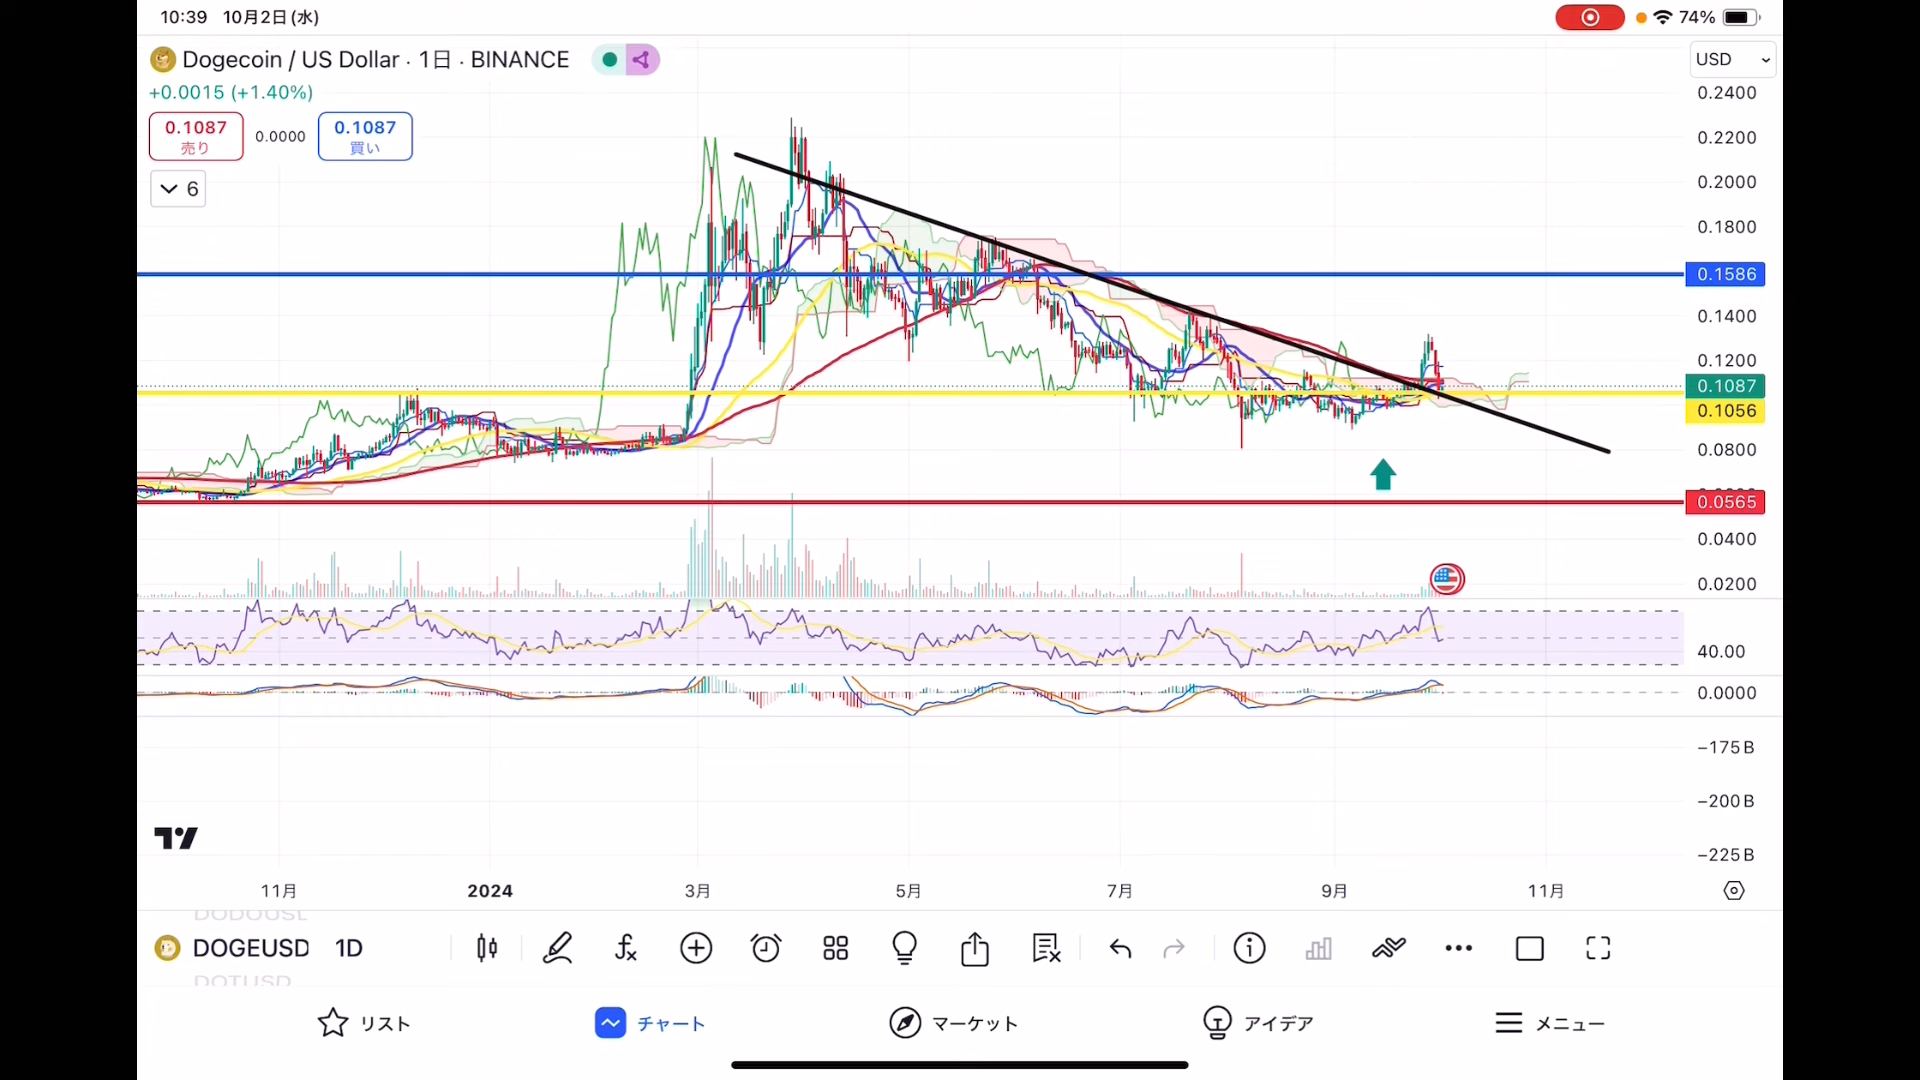 10:39 10月2日(水) 74%
Dogecoin / US Dollar · 1日 · BINANCE
USD
+0.0015 (+1.40%)
0.1087 売り
0.0000
0.1087 買い
6
0.2400
0.2200
0.2000
0.1800
0.1586
0.1400
0.1200
0.1087
0.1056
0.0800
0.0565
0.0400
0.0200
40.00
0.0000
−175 B
−200 B
−225 B
11月 2024 3月 5月 7月 9月 11月
DOGEUSD 1D
DOTUSD
リスト チャート マーケット アイデア メニュー